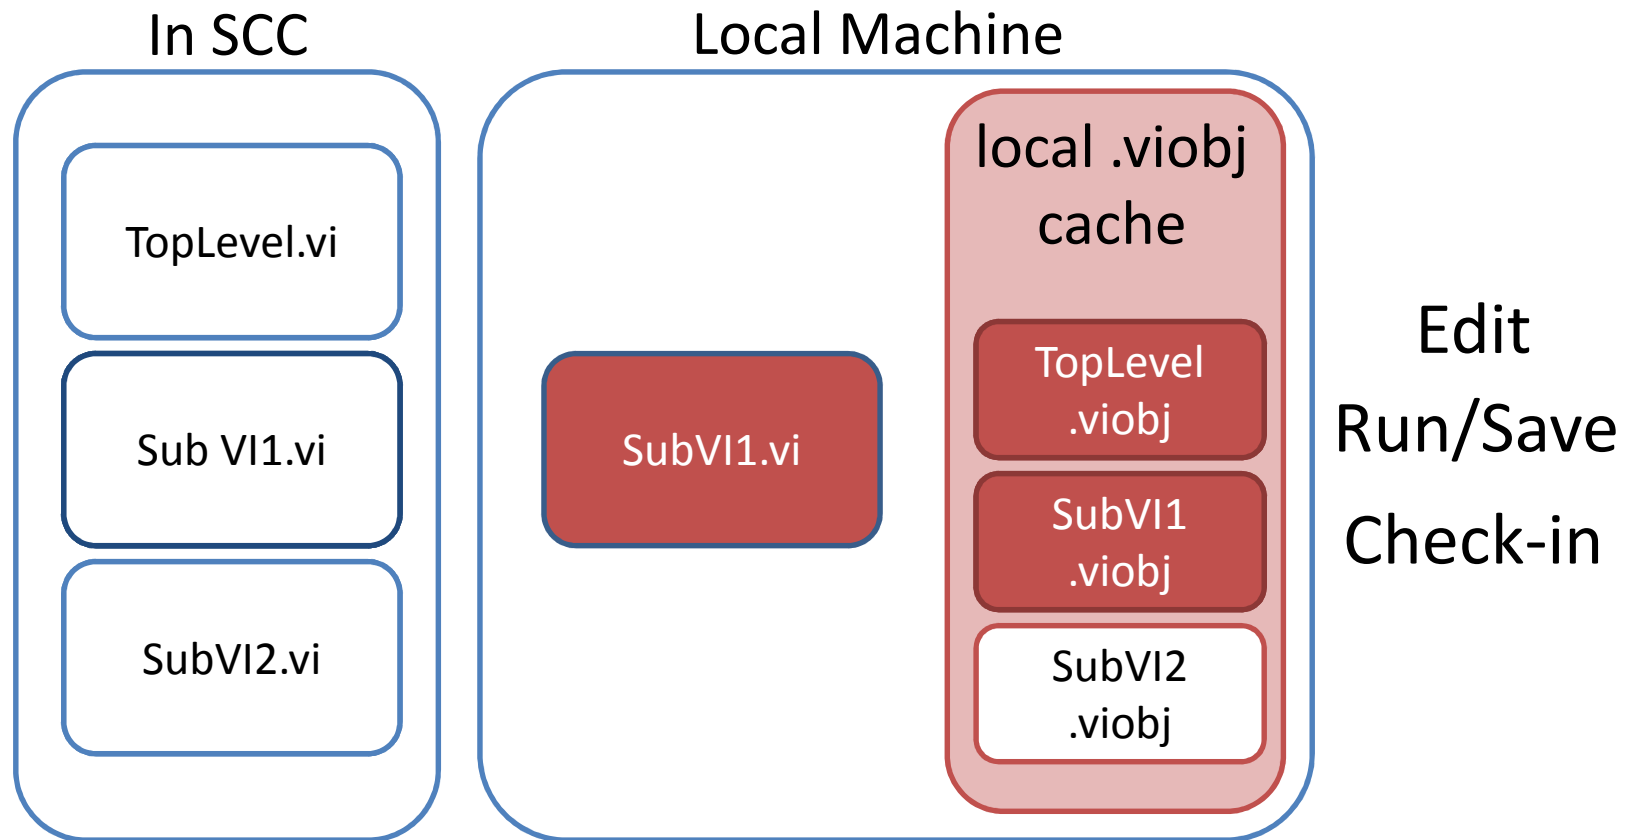 In SCC
TopLevel.vi
Sub VI1.vi
SubVI2.vi
Local Machine
SubVI1.vi
local .viobj
cache
TopLevel
.viobj
SubVI1
.viobj
SubVI2
.viobj
Edit
Run/Save
Check-in